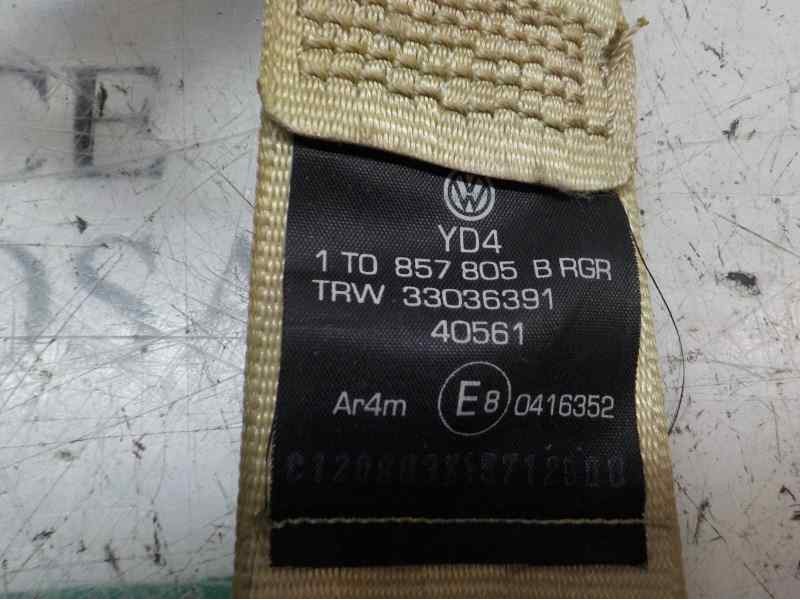 YD4
1 T0 857 805 B RGR
TRW 33036391
40561
Ar4m E8 0416352